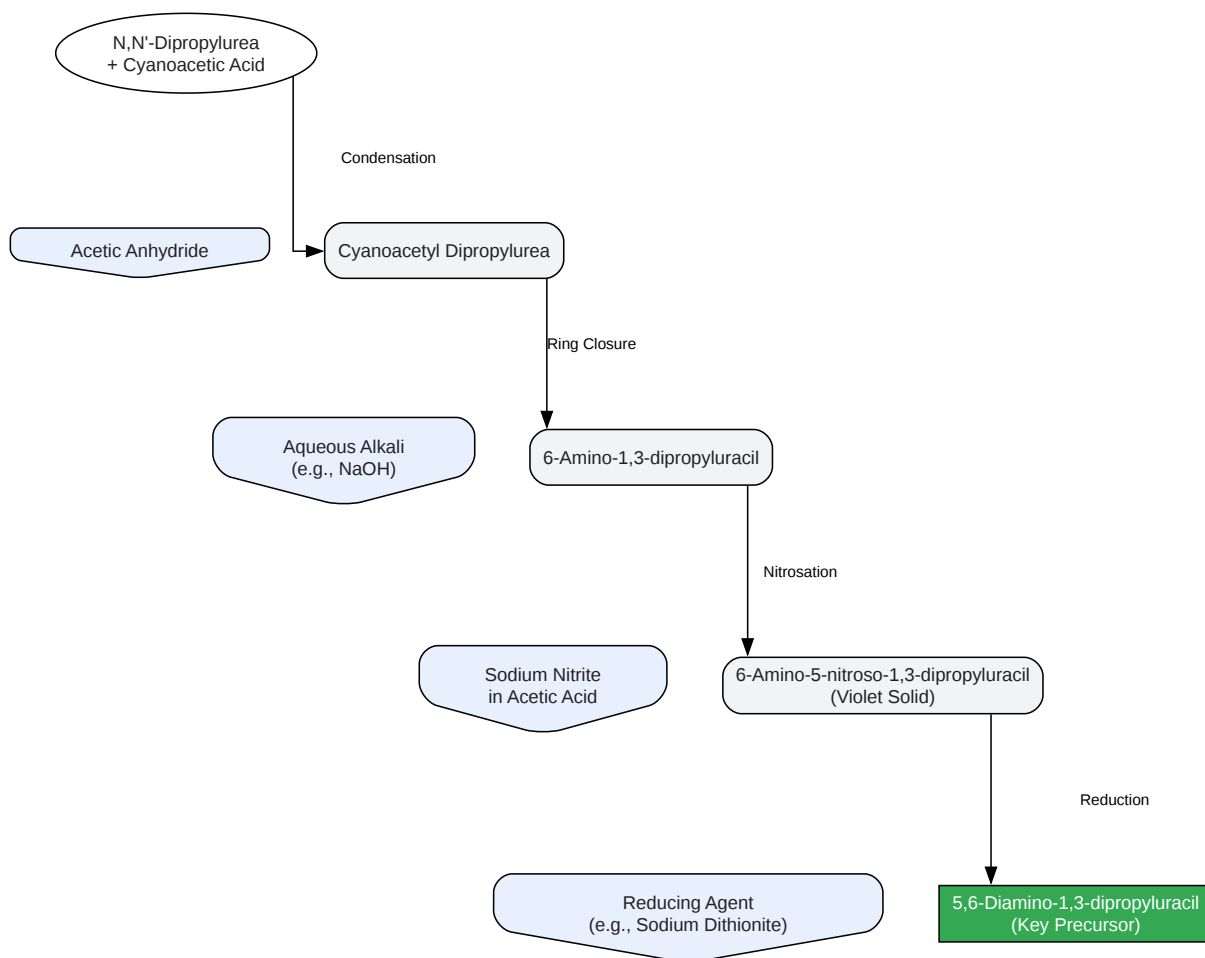 N,N'-Dipropylurea
+ Cyanoacetic Acid
Condensation
Acetic Anhydride
Cyanoacetyl Dipropylurea
Ring Closure
Aqueous Alkali
(e.g., NaOH)
6-Amino-1,3-dipropyluracil
Nitrosation
Sodium Nitrite
in Acetic Acid
6-Amino-5-nitroso-1,3-dipropyluracil
(Violet Solid)
Reduction
Reducing Agent
(e.g., Sodium Dithionite)
5,6-Diamino-1,3-dipropyluracil
(Key Precursor)